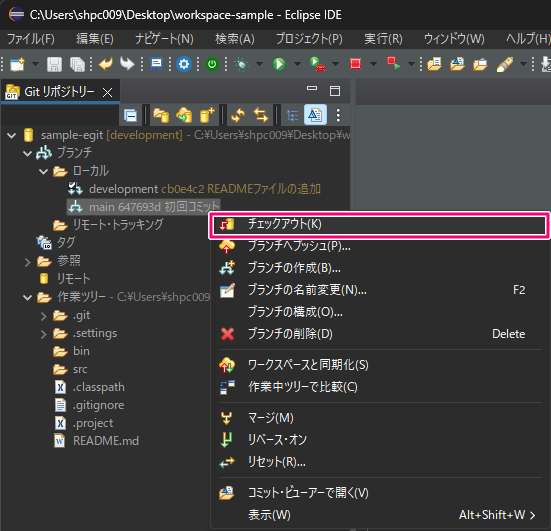 C:\Users\shpc009\Desktop\workspace-sample - Eclipse IDE
ファイル(F) 編集(E) ナビゲート(N) 検索(A) プロジェクト(P) 実行(R) ウィンドウ(W) ヘルプ(H)
Git リポジトリー
sample-egit [development] - C:¥Users¥shpc009¥Desktop¥w
ブランチ
ローカル
development cb0e4c2 READMEファイルの追加
main 647693d 初回コミット
リモート・トラッキング
タグ
参照
リモート
作業ツリー - C:¥Users¥shpc009
.git
.settings
bin
src
.classpath
.gitignore
.project
README.md
チェックアウト(K)
ブランチへプッシュ(P)...
ブランチの作成(B)...
ブランチの名前変更(N)... F2
ブランチの構成(O)...
ブランチの削除(D) Delete
ワークスペースと同期化(S)
作業中ツリーで比較(C)
マージ(M)
リベース・オン
リセット(R)...
コミット・ビューアーで開く(V)
表示(W) Alt+Shift+W